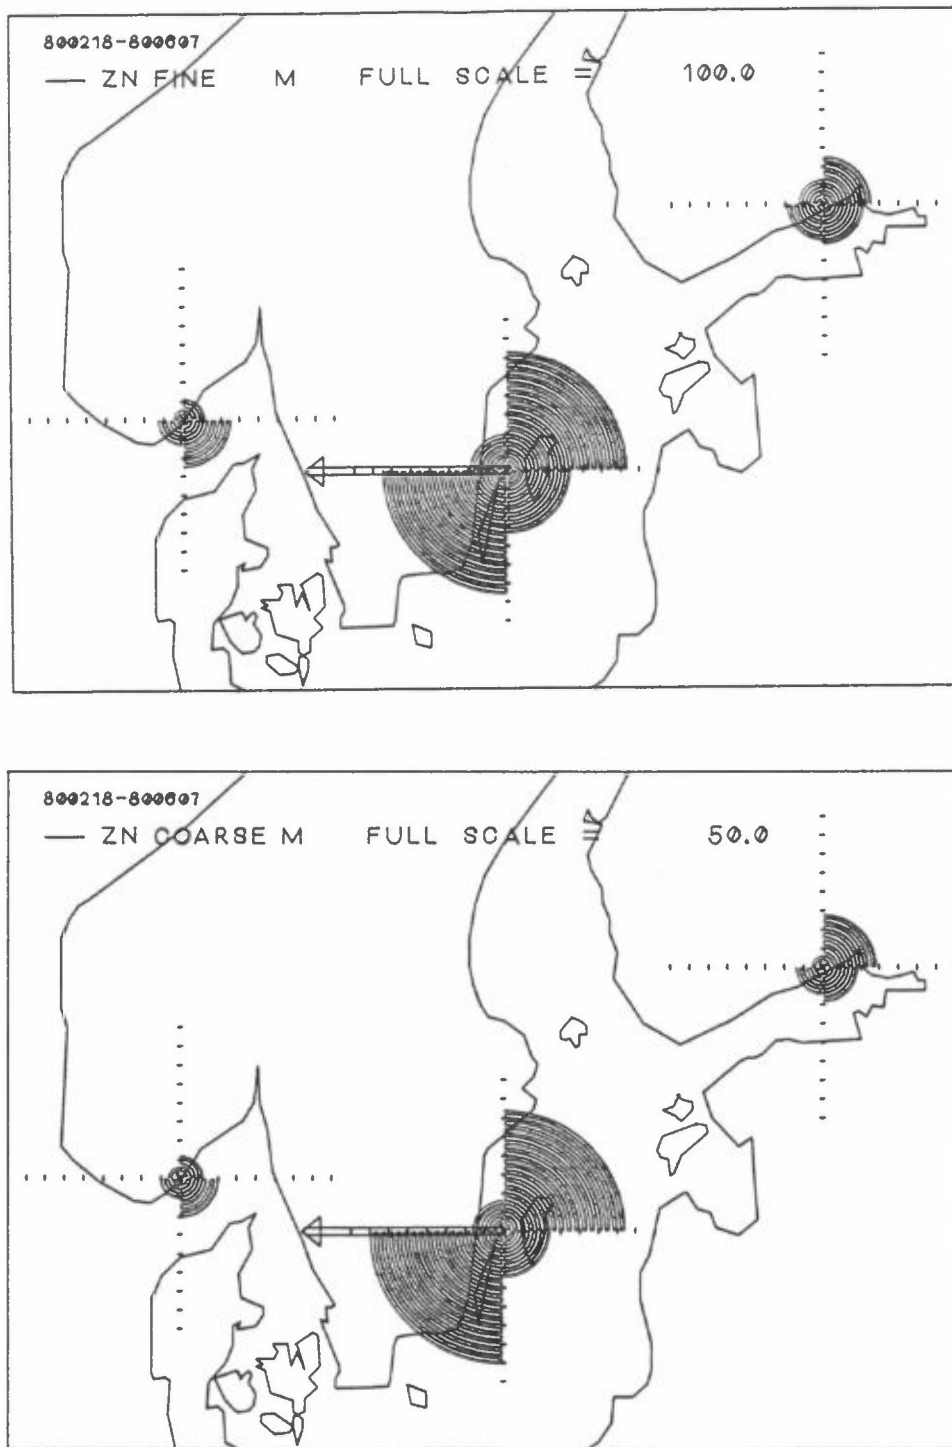 800218-800607
— ZN FINE M FULL SCALE = 100.0
800218-800607
— ZN COARSE M FULL SCALE = 50.0